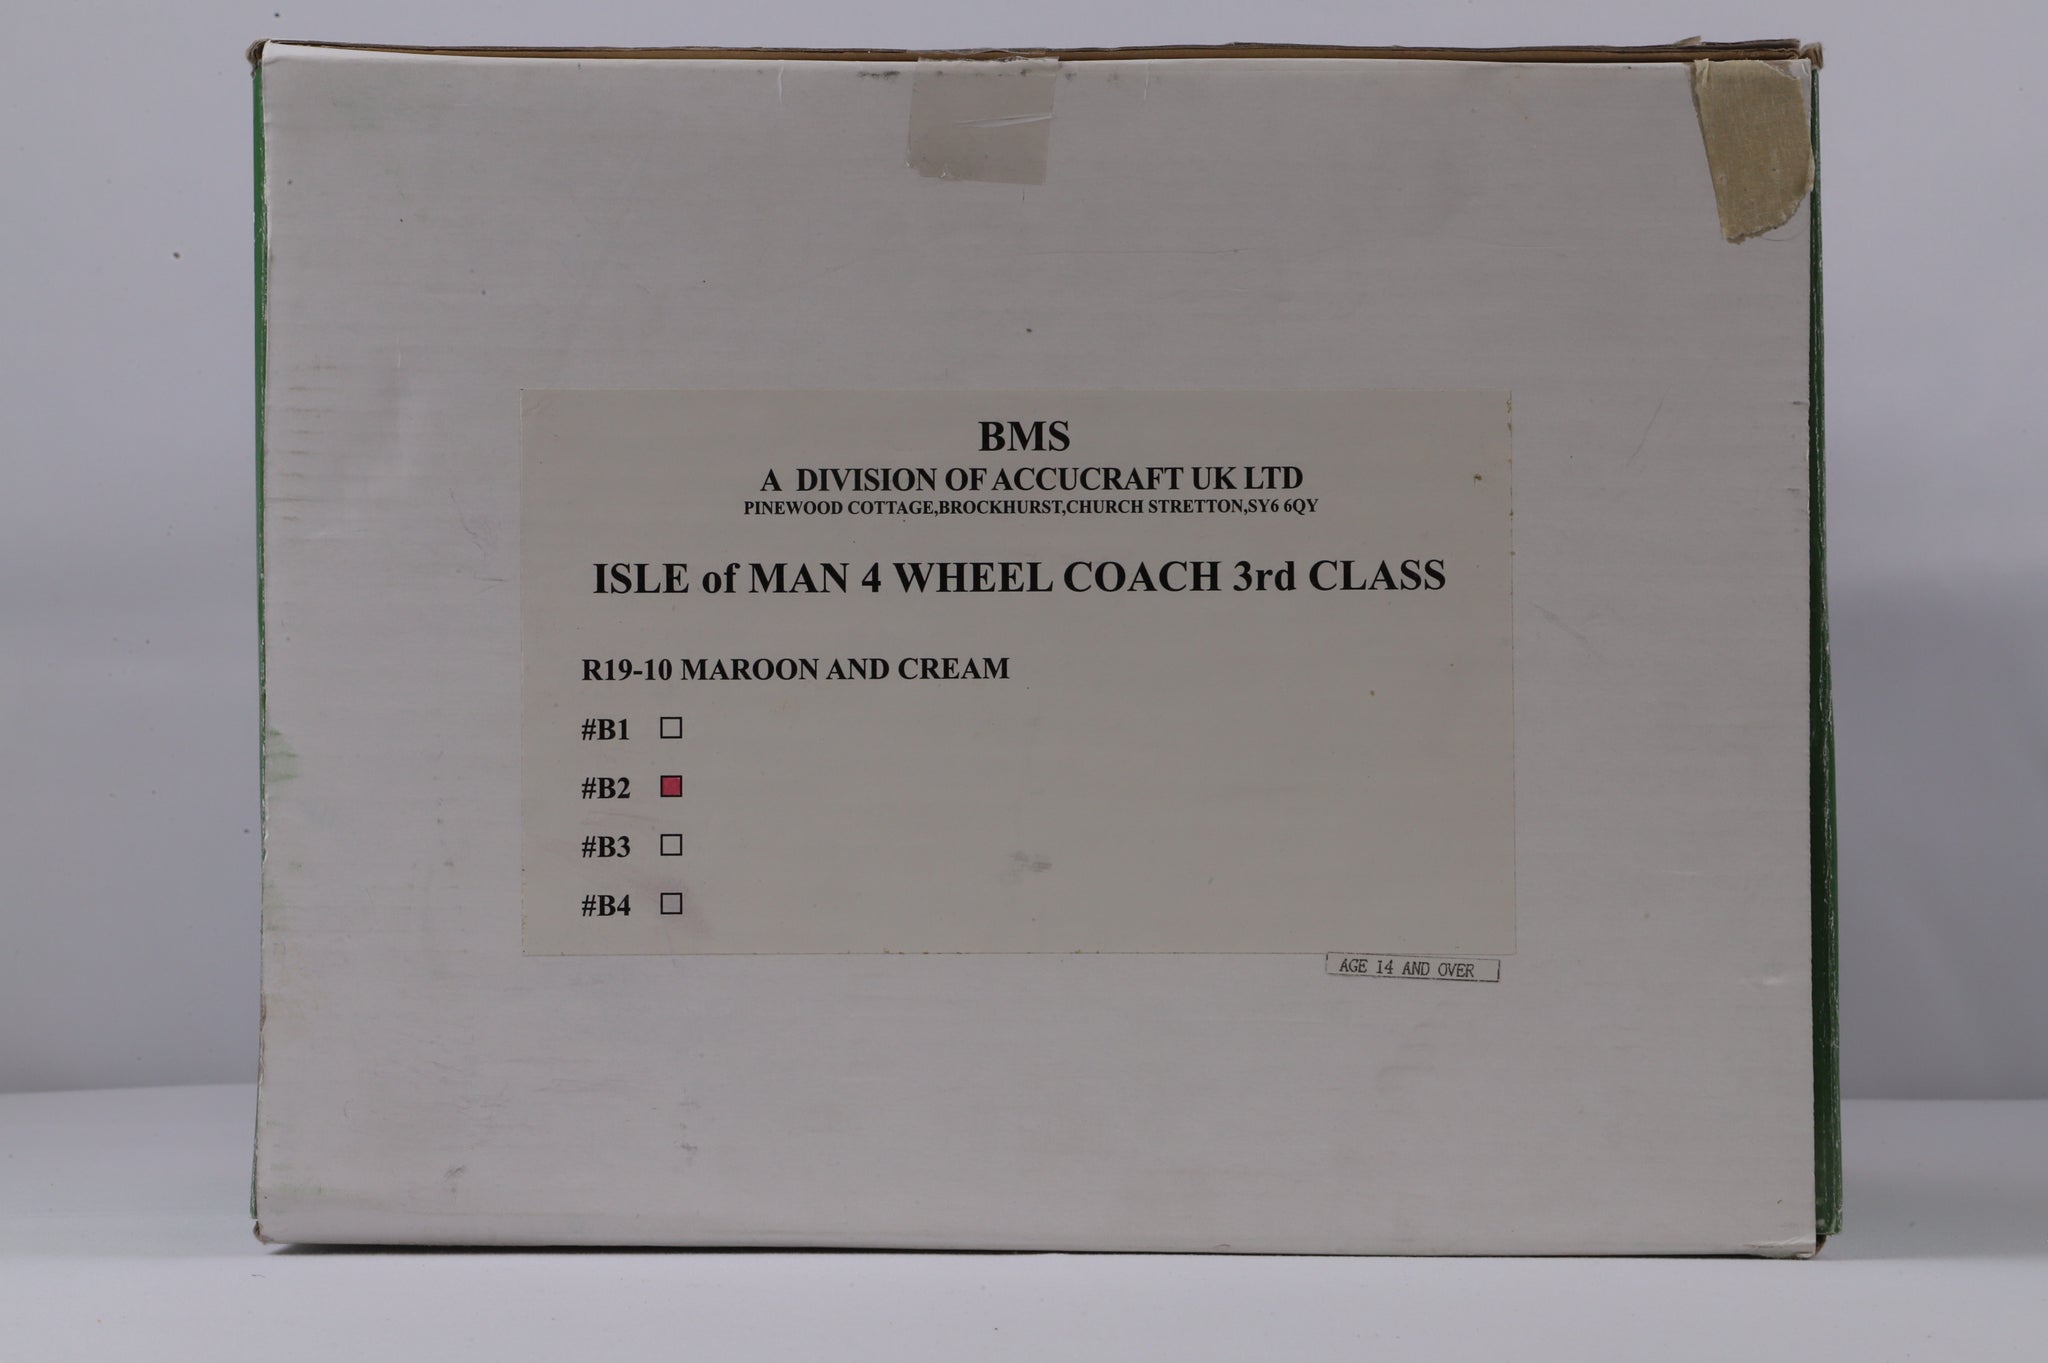 BMS
A DIVISION OF ACCUCRAFT UK LTD
PINEWOOD COTTAGE,BROCKHURST,CHURCH STRETTON,SY6 6QY
ISLE of MAN 4 WHEEL COACH 3rd CLASS
R19-10 MAROON AND CREAM
#B1
#B2
#B3
#B4
AGE 14 AND OVER